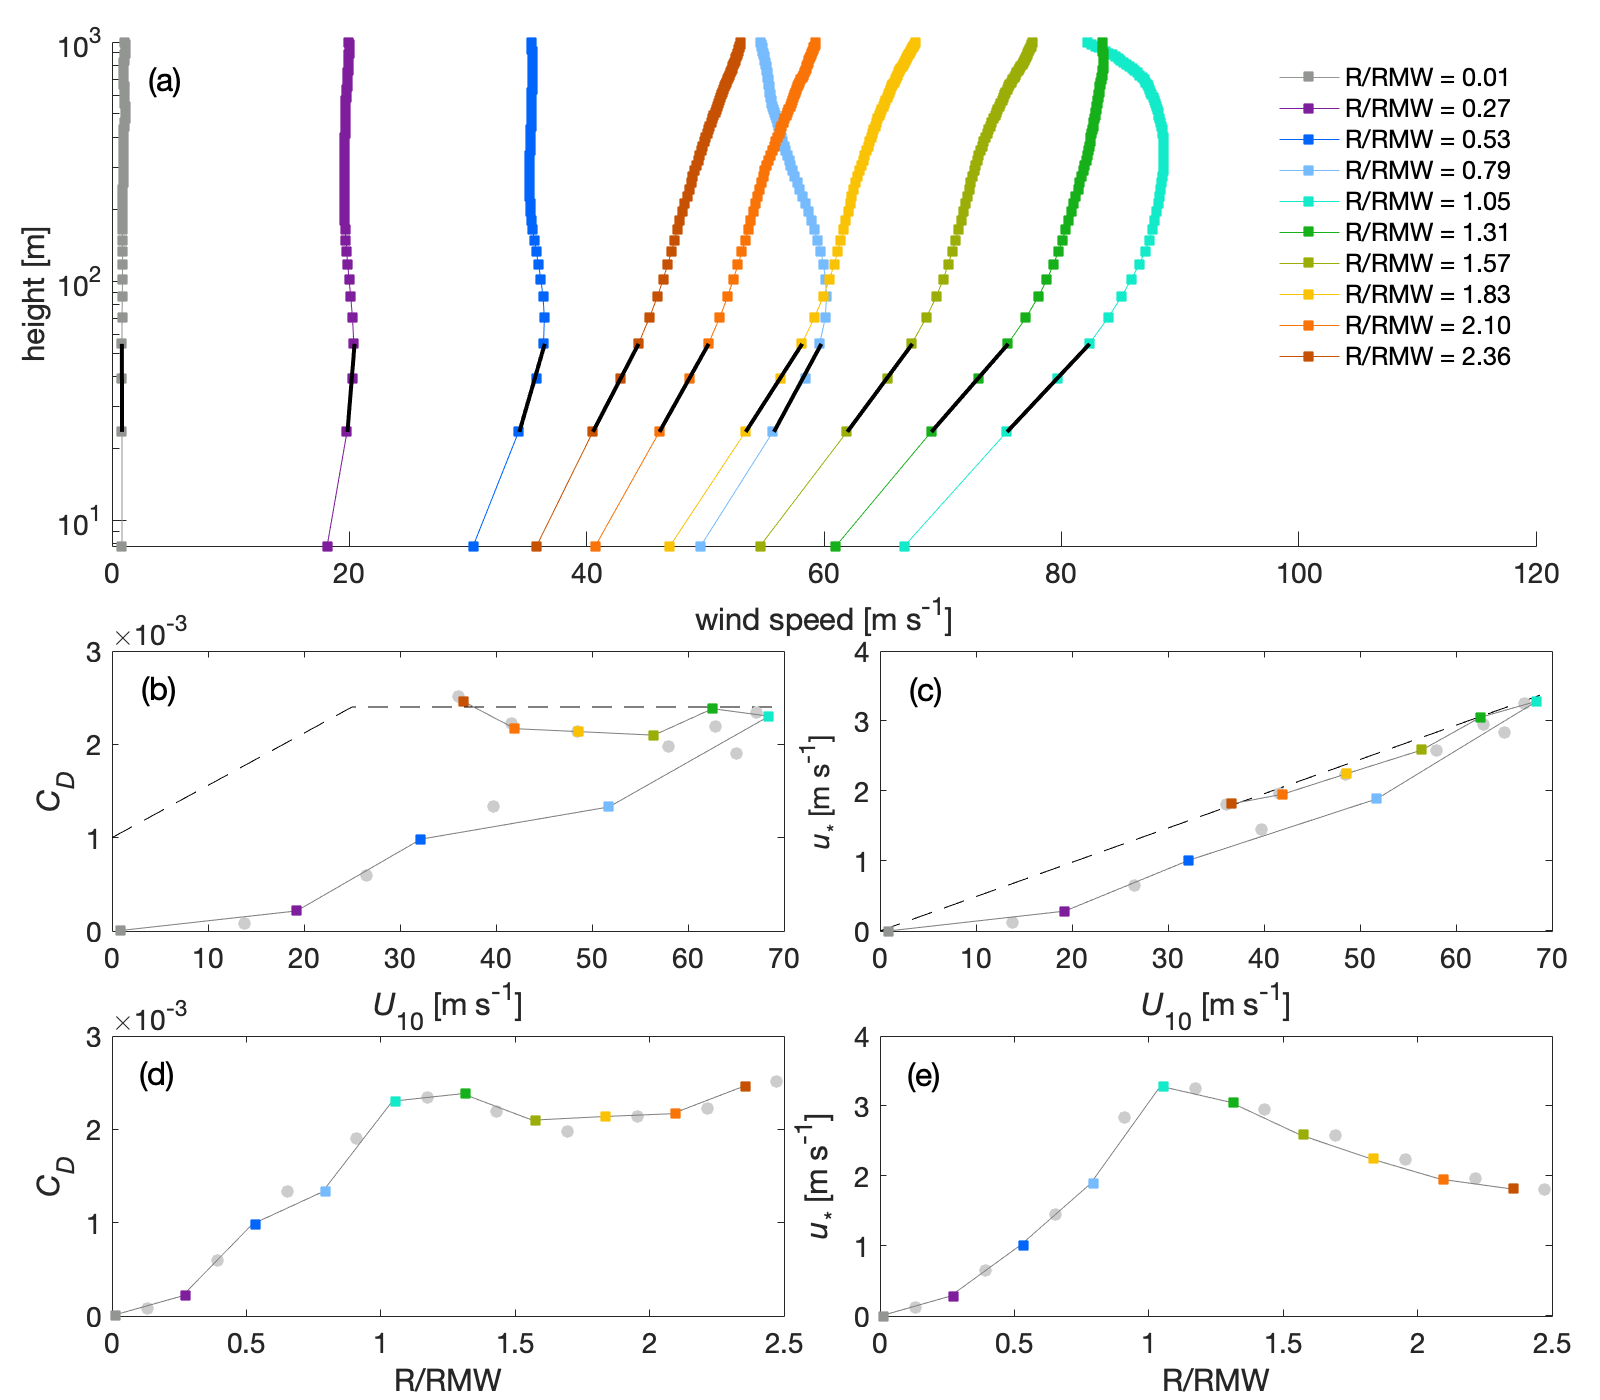 (a)
10³
10²
10¹
height [m]
0 20 40 60 80 100 120
wind speed [m s⁻¹]
R/RMW = 0.01
R/RMW = 0.27
R/RMW = 0.53
R/RMW = 0.79
R/RMW = 1.05
R/RMW = 1.31
R/RMW = 1.57
R/RMW = 1.83
R/RMW = 2.10
R/RMW = 2.36
×10⁻³
(b)
3
2
1
0
C_D
0 10 20 30 40 50 60 70
U₁₀ [m s⁻¹]
(c)
4
3
2
1
0
u_* [m s⁻¹]
0 10 20 30 40 50 60 70
U₁₀ [m s⁻¹]
×10⁻³
(d)
3
2
1
0
C_D
0 0.5 1 1.5 2 2.5
R/RMW
(e)
4
3
2
1
0
u_* [m s⁻¹]
0 0.5 1 1.5 2 2.5
R/RMW